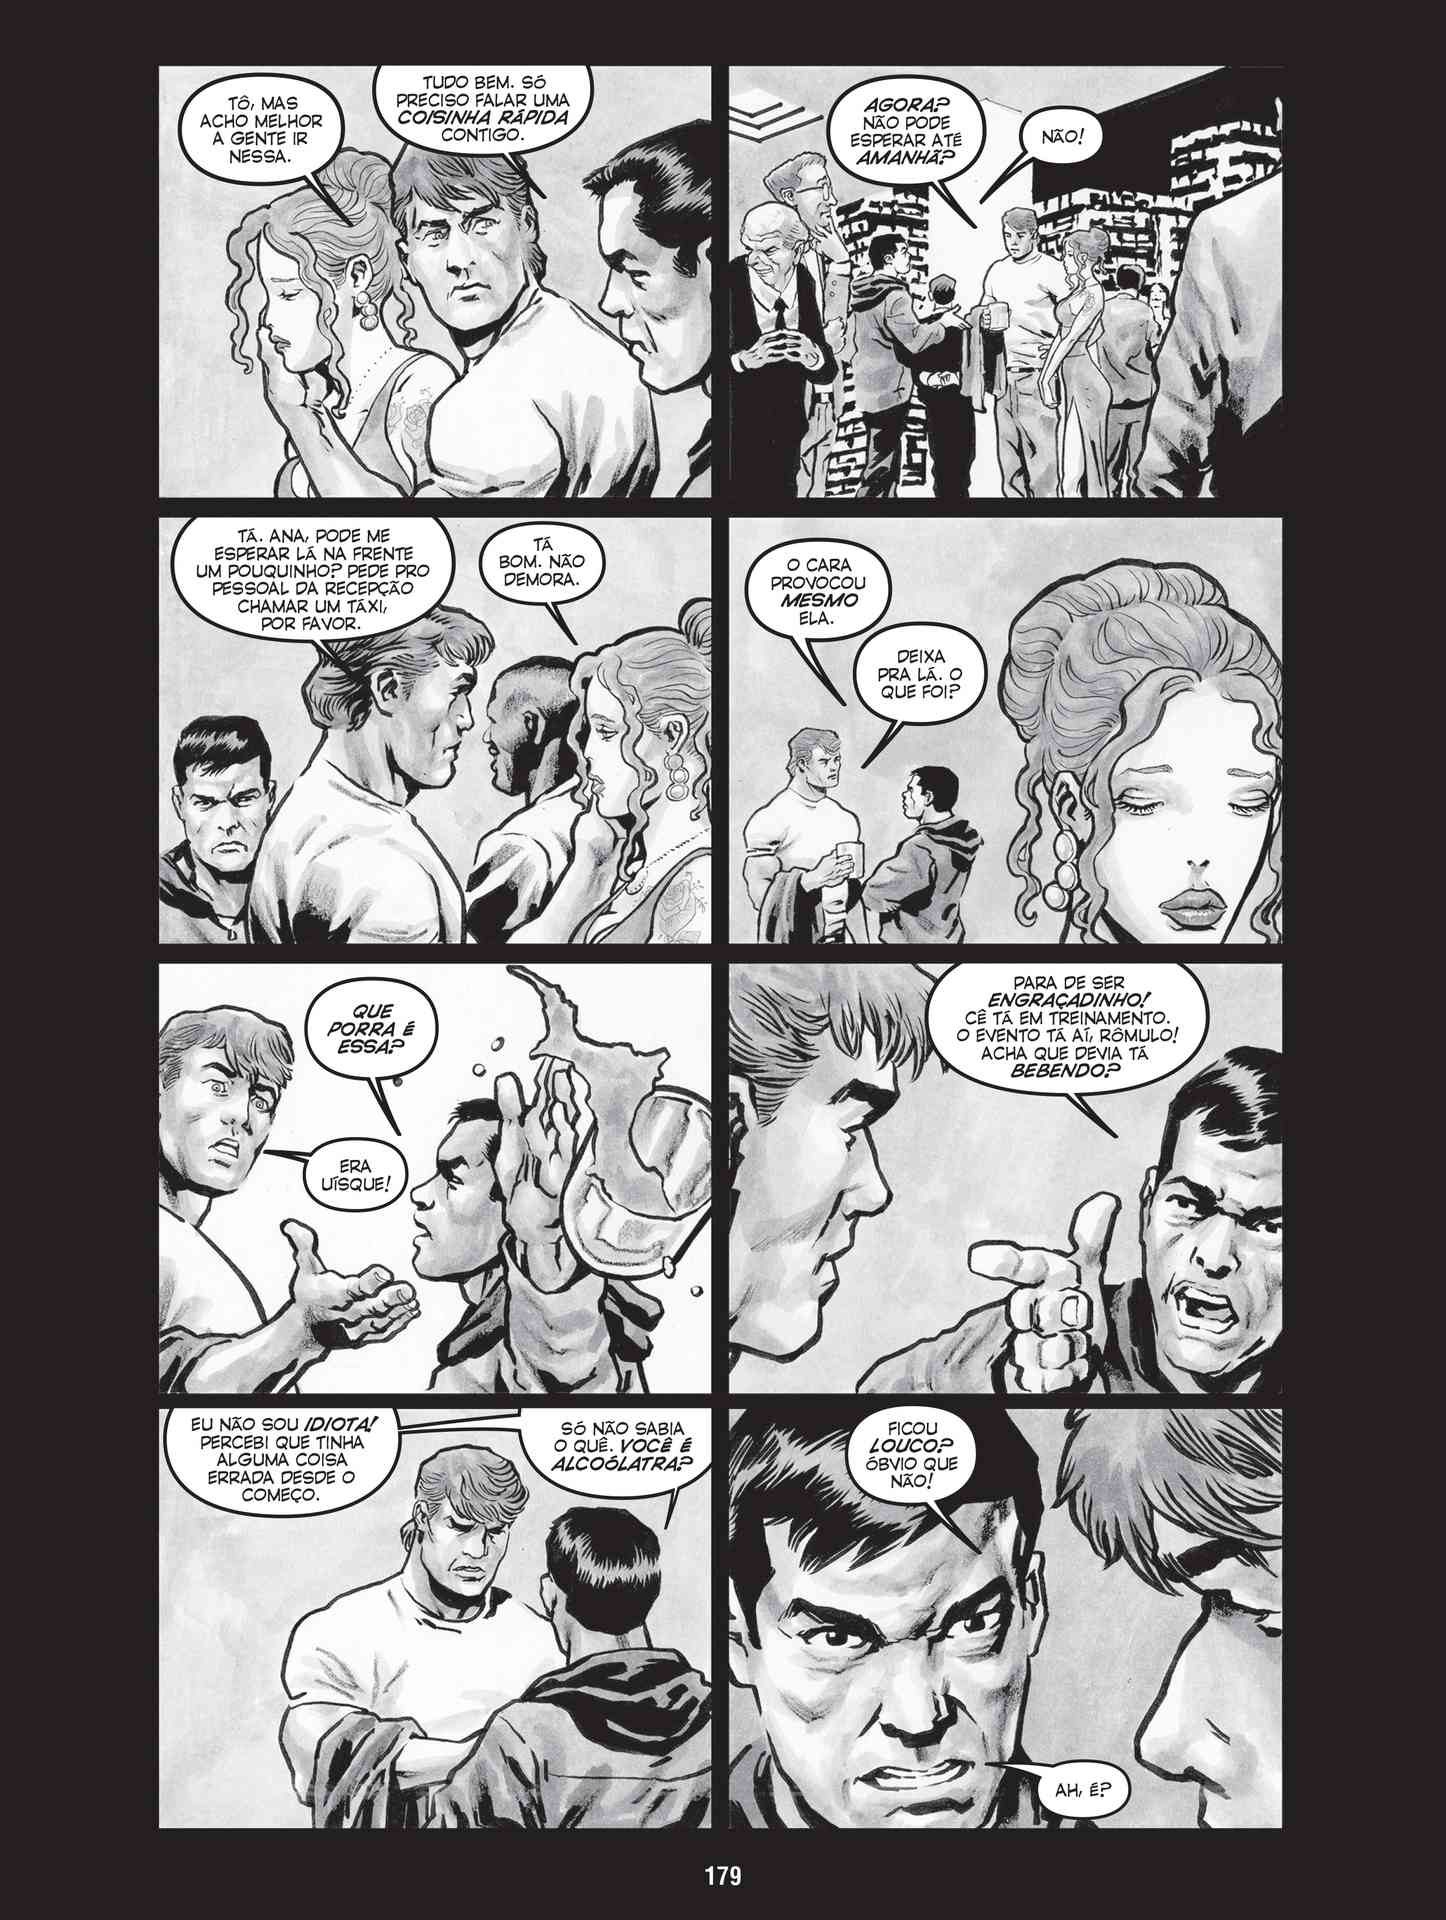 TÔ, MAS
ACHO MELHOR
A GENTE IR
NESSA.
TUDO BEM. SÓ
PRECISO FALAR UMA
COISINHA RÁPIDA
CONTIGO.
AGORA?
NÃO PODE
ESPERAR ATÉ
AMANHÃ?
NÃO!
TÁ. ANA, PODE ME
ESPERAR LÁ NA FRENTE
UM POUQUINHO? PEDE PRO
PESSOAL DA RECEPÇÃO
CHAMAR UM TÁXI,
POR FAVOR.
TÁ
BOM. NÃO
DEMORA.
O CARA
PROVOCOU
MESMO
ELA.
DEIXA
PRA LÁ. O
QUE FOI?
QUE
PORRA É
ESSA?
ERA
UÍSQUE!
PARA DE SER
ENGRAÇADINHO!
CÊ TÁ EM TREINAMENTO.
O EVENTO TÁ AÍ, RÔMULO!
ACHA QUE DEVIA TÁ
BEBENDO?
EU NÃO SOU IDIOTA!
PERCEBI QUE TINHA
ALGUMA COISA
ERRADA DESDE O
COMEÇO.
SÓ NÃO SABIA
O QUÊ. VOCÊ É
ALCOÓLATRA?
FICOU
LOUCO?
ÓBVIO QUE
NÃO!
AH, É?
179